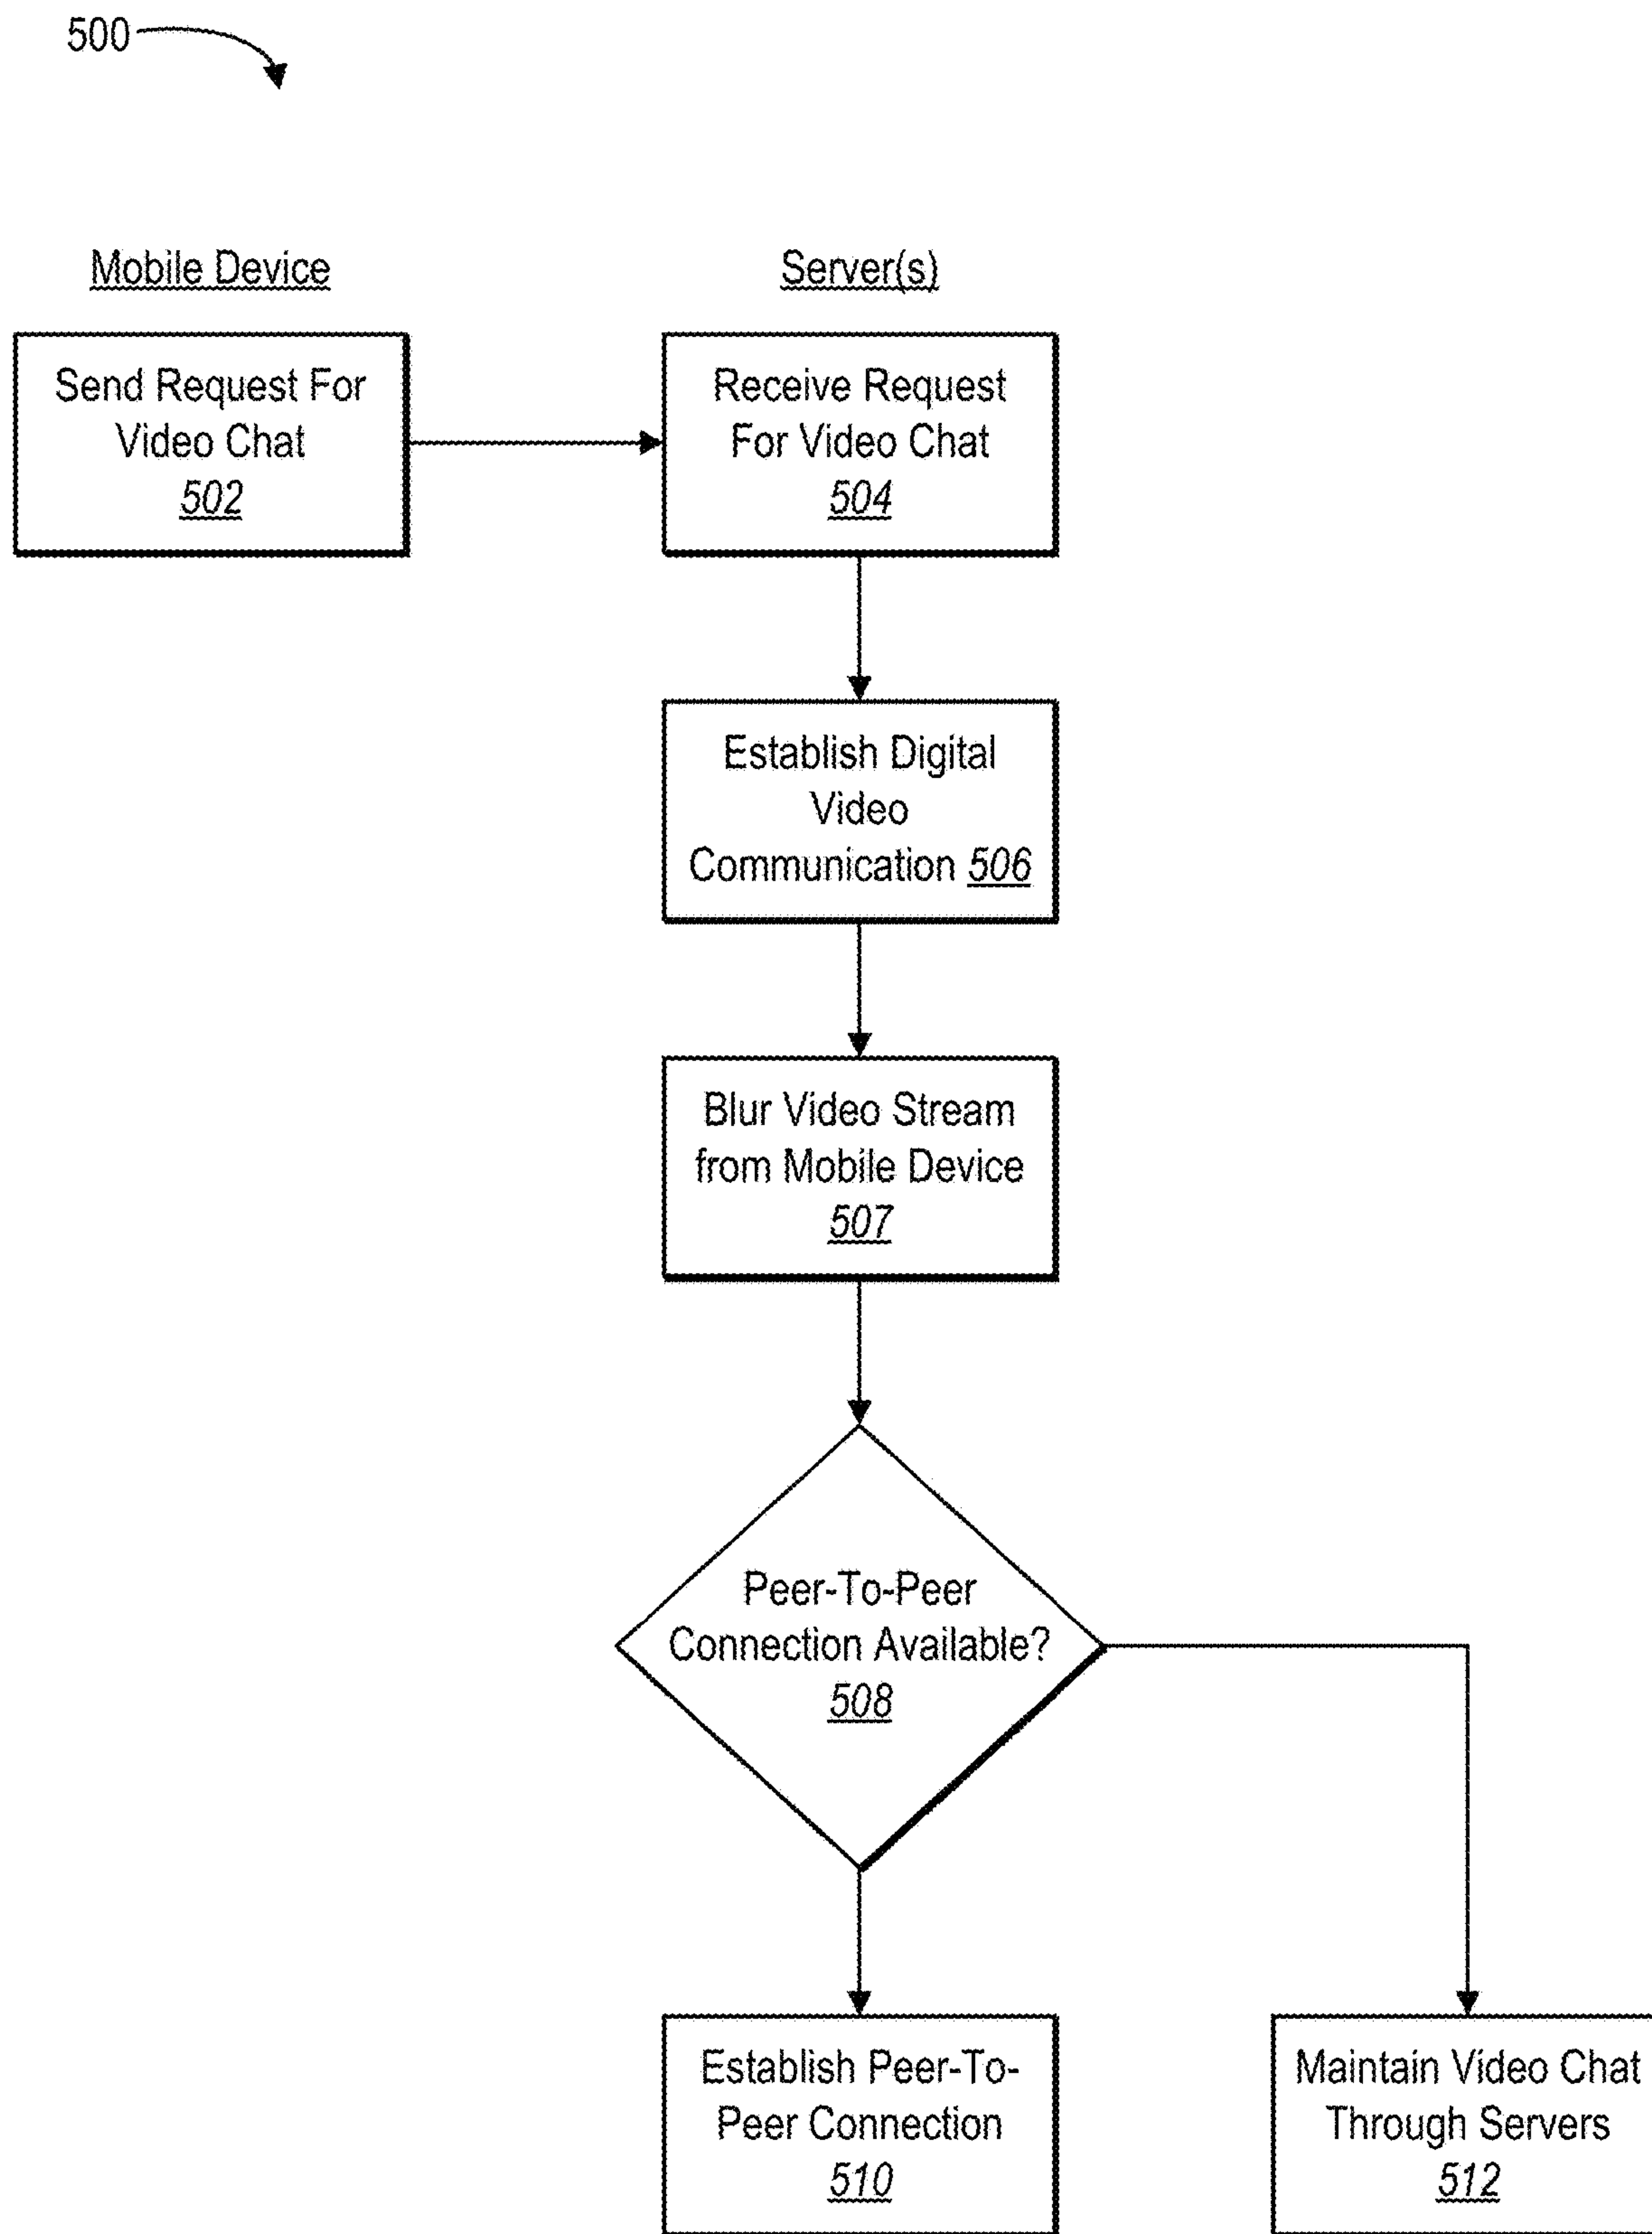 500
Mobile Device
Server(s)
Send Request For
Video Chat
502
Receive Request
For Video Chat
504
Establish Digital
Video
Communication 506
Blur Video Stream
from Mobile Device
507
Peer-To-Peer
Connection Available?
508
Establish Peer-To-
Peer Connection
510
Maintain Video Chat
Through Servers
512